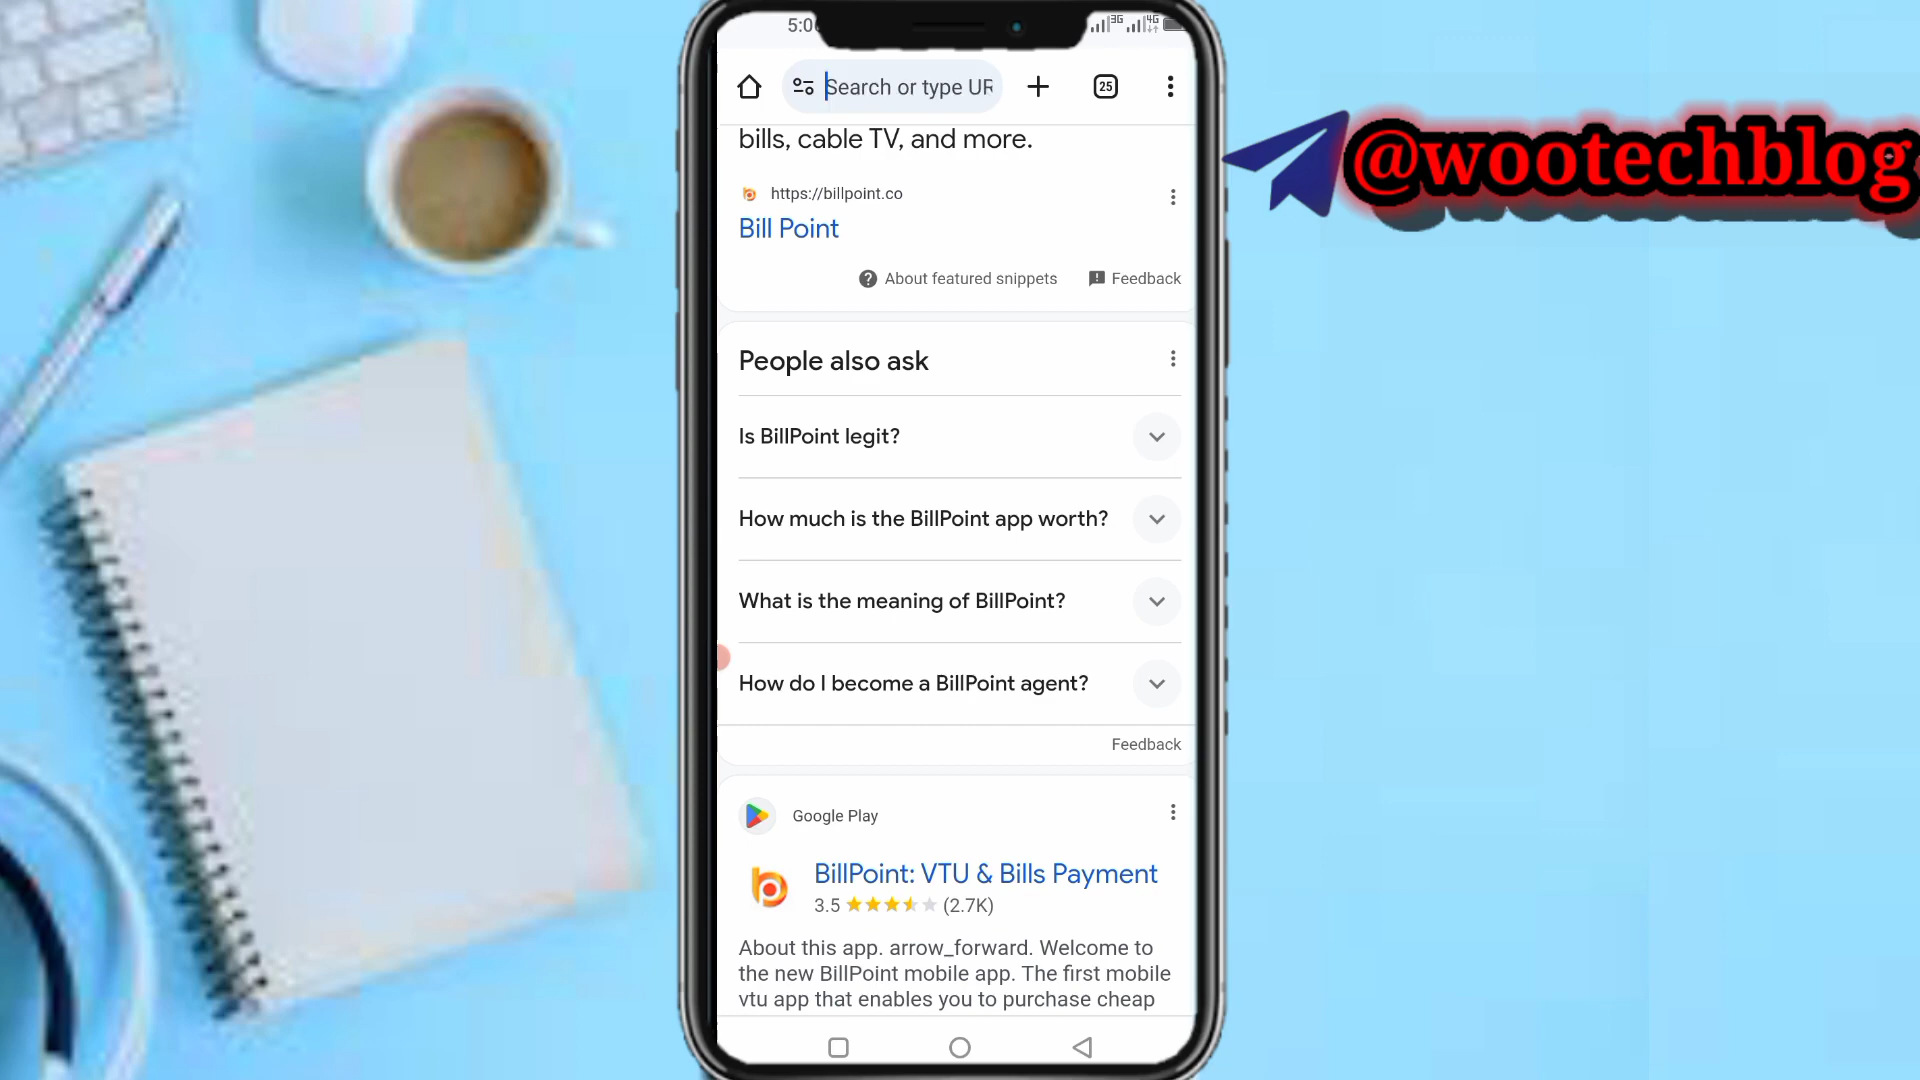 5:0
3G 4G
Search or type UR
25
@wootechblog
bills, cable TV, and more.
https://billpoint.co
Bill Point
About featured snippets
Feedback
People also ask
Is BillPoint legit?
How much is the BillPoint app worth?
What is the meaning of BillPoint?
How do I become a BillPoint agent?
Feedback
Google Play
BillPoint: VTU & Bills Payment
3.5 (2.7K)
About this app. arrow_forward. Welcome to
the new BillPoint mobile app. The first mobile
vtu app that enables you to purchase cheap